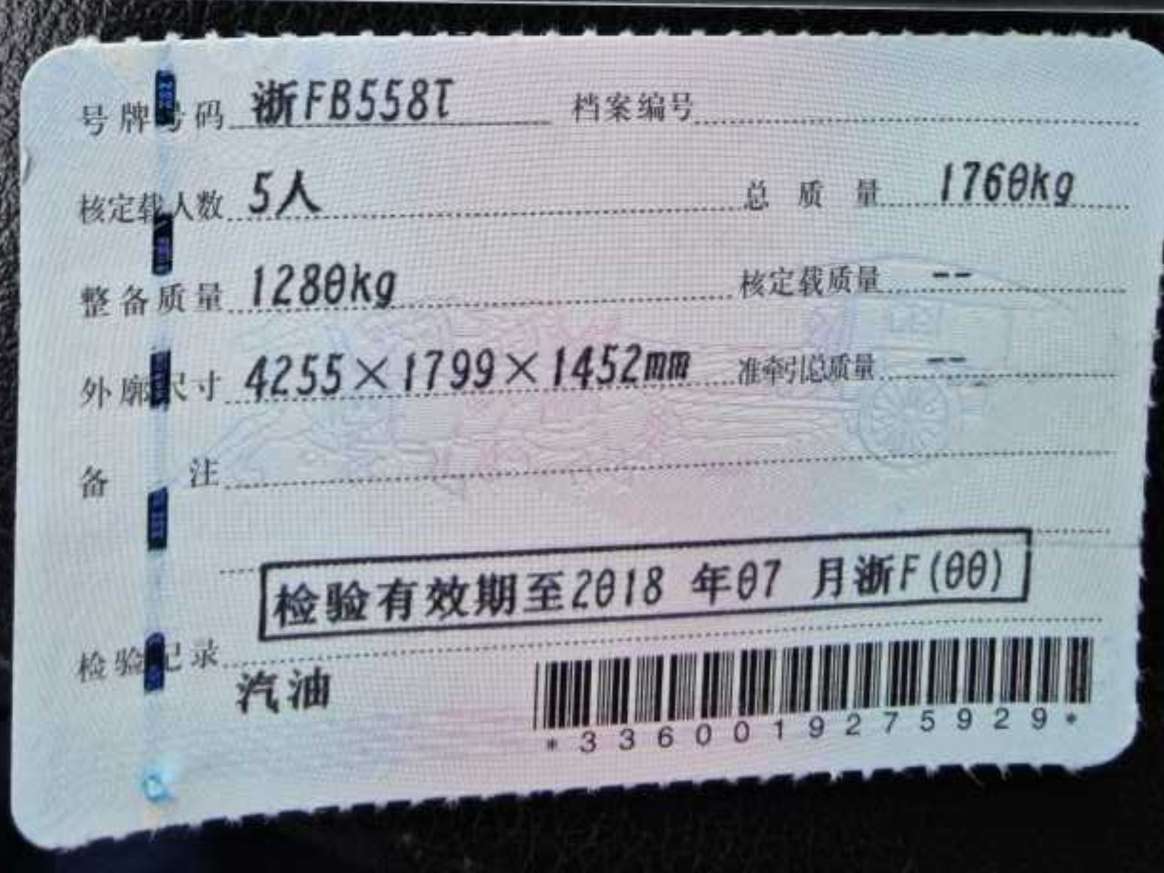 号牌号码 浙FB558T 档案编号
核定载人数 5人 总质量 1760kg
整备质量 1280kg 核定载质量 --
外廓尺寸 4255×1799×1452mm 准牵引总质量 --
备注
检验有效期至2018 年07 月浙F(00)
检验记录
汽油
*3360019275929*